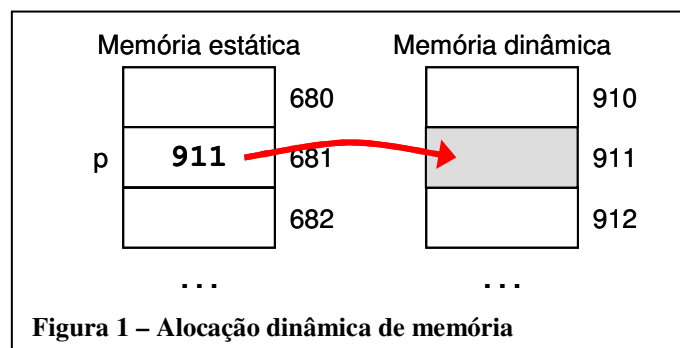 Memória estática Memória dinâmica
680 910
p 911 681 911
682 912
... ...
Figura 1 – Alocação dinâmica de memória